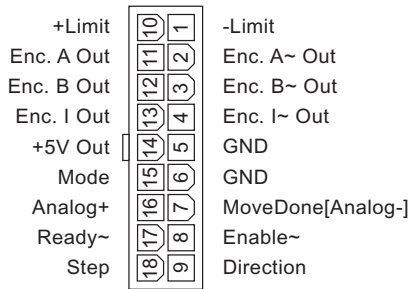 +Limit 10 1 -Limit
Enc. A Out 11 2 Enc. A~ Out
Enc. B Out 12 3 Enc. B~ Out
Enc. I Out 13 4 Enc. I~ Out
+5V Out 14 5 GND
Mode 15 6 GND
Analog+ 16 7 MoveDone[Analog-]
Ready~ 17 8 Enable~
Step 18 9 Direction